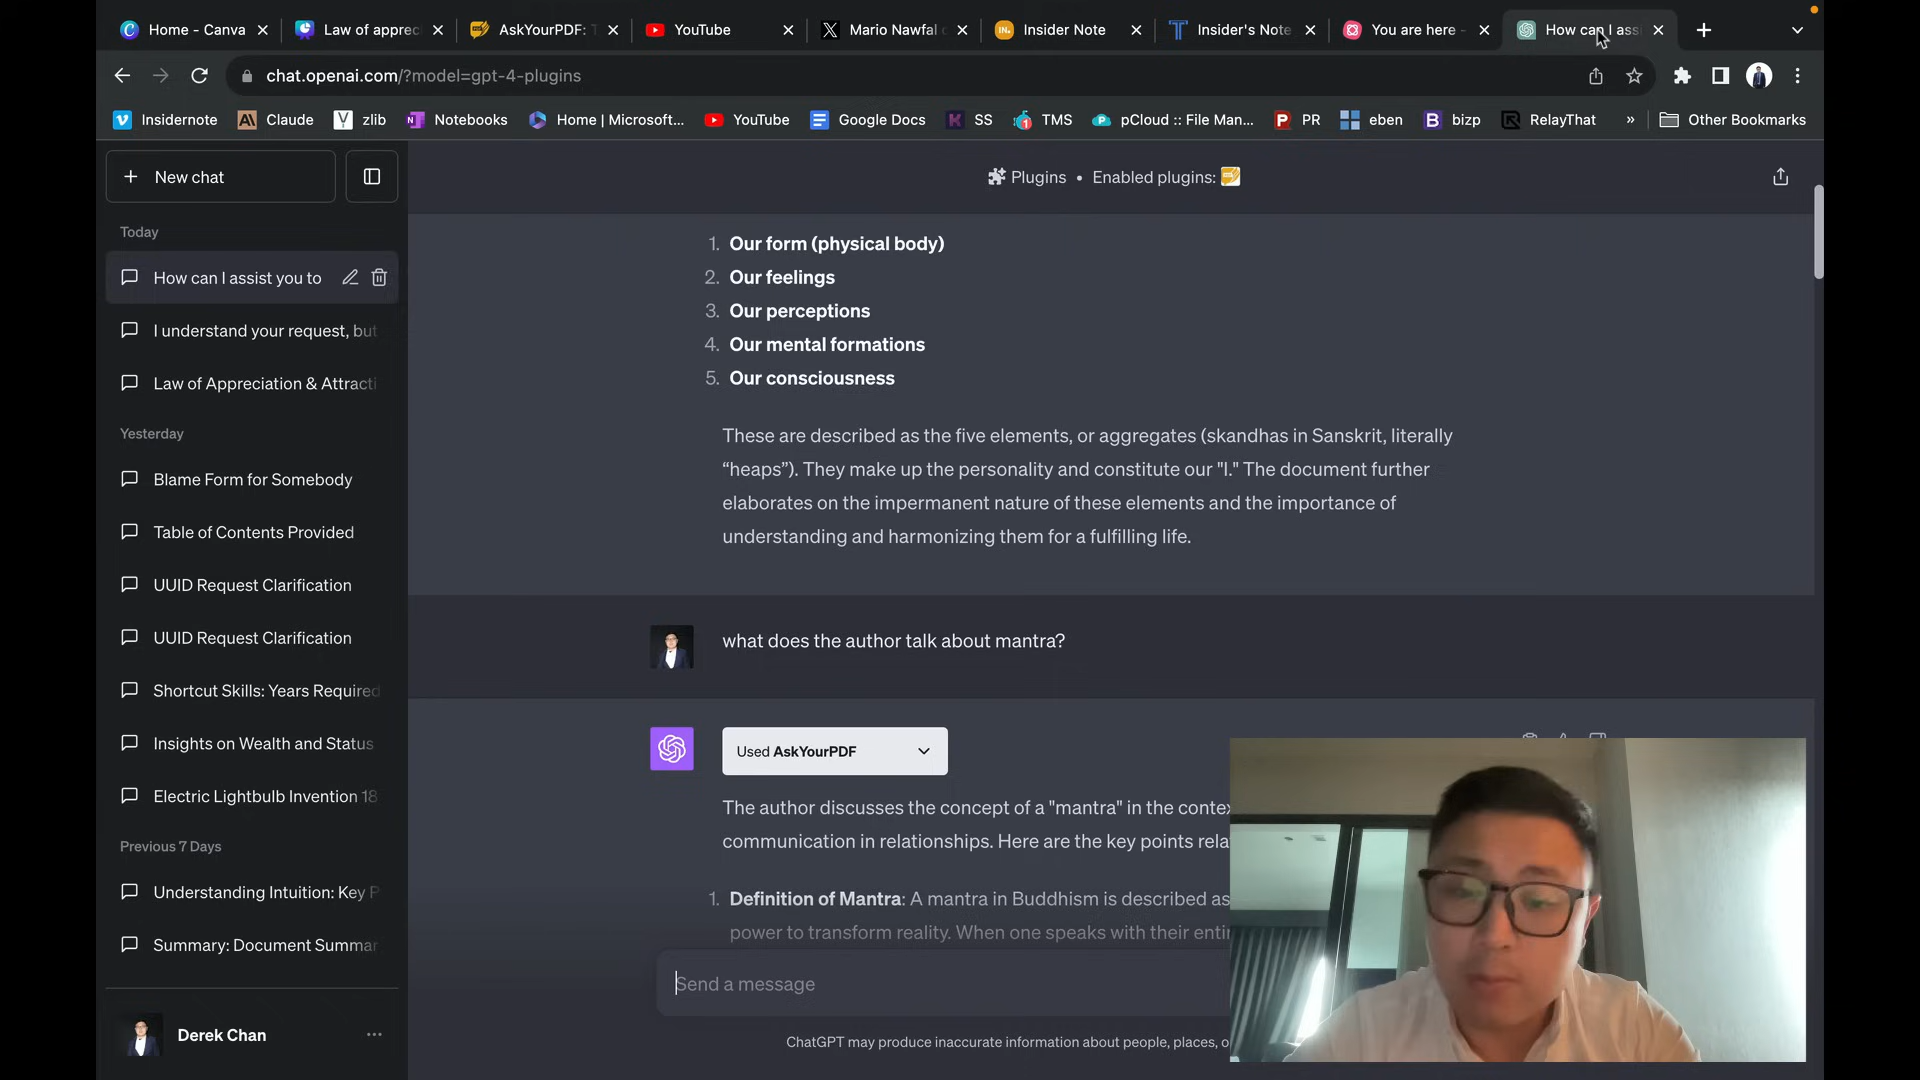 Home - Canva
Law of apprec
AskYourPDF: T
YouTube
Mario Nawfal
Insider Note
Insider's Note
You are here -
How can I ass
chat.openai.com/?model=gpt-4-plugins
Insidernote
Claude
zlib
Notebooks
Home | Microsoft...
YouTube
Google Docs
SS
TMS
pCloud :: File Man...
PR
eben
bizp
RelayThat
»
Other Bookmarks
New chat
Plugins • Enabled plugins:
Today
How can I assist you to
I understand your request, but
Law of Appreciation & Attracti
Yesterday
Blame Form for Somebody
Table of Contents Provided
UUID Request Clarification
UUID Request Clarification
Shortcut Skills: Years Required
Insights on Wealth and Status
Electric Lightbulb Invention 18
Previous 7 Days
Understanding Intuition: Key P
Summary: Document Summar
Derek Chan
1. Our form (physical body)
2. Our feelings
3. Our perceptions
4. Our mental formations
5. Our consciousness
These are described as the five elements, or aggregates (skandhas in Sanskrit, literally
“heaps”). They make up the personality and constitute our "I." The document further
elaborates on the impermanent nature of these elements and the importance of
understanding and harmonizing them for a fulfilling life.
what does the author talk about mantra?
Used AskYourPDF
The author discusses the concept of a "mantra" in the contex
communication in relationships. Here are the key points rela
1. Definition of Mantra: A mantra in Buddhism is described as
power to transform reality. When one speaks with their enti
Send a message
ChatGPT may produce inaccurate information about people, places, o